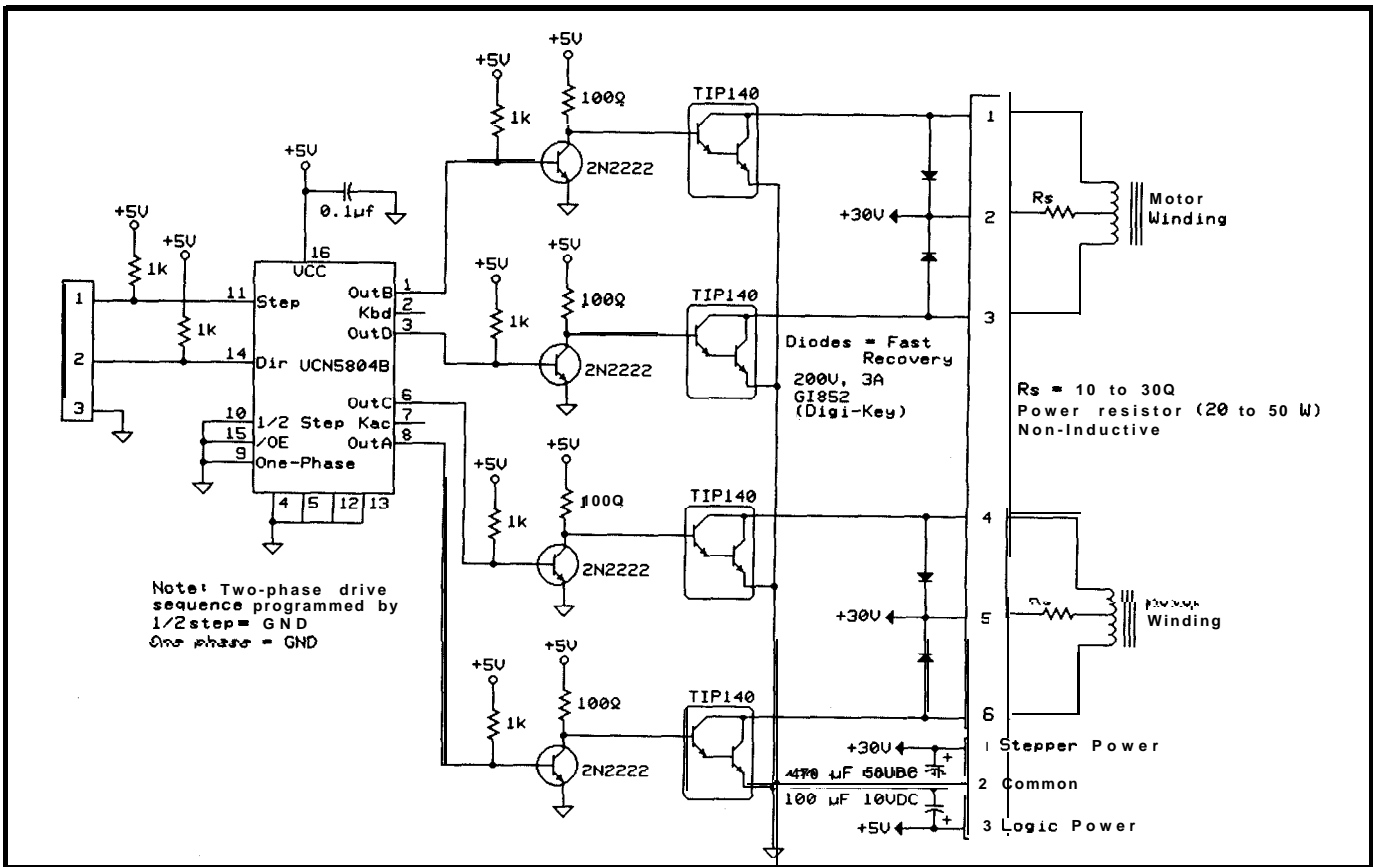 +5V
+5V
TIP140
100Ω
1k
1
+5V
2N2222
Rs
Motor
Winding
0.1µf
+30V
2
+5V
+5V
16
VCC
+5V
+5V
1k
TIP140
1
11
Step
OutB
1
100Ω
Kbd
2
1k
3
1k
OutD
3
Diodes = Fast
Recovery
2
14
Dir
UCN5804B
2N2222
200V, 3A
GI852
(Digi-Key)
Rs = 10 to 30Ω
Power resistor (20 to 50 W)
Non-Inductive
3
OutC
6
10
1/2 Step
Kac
7
15
/OE
OutA
8
9
One-Phase
+5V
+5V
TIP140
4
5
12
13
100Ω
4
1k
2N2222
Note: Two-phase drive
sequence programmed by
1/2 step = GND
One phase = GND
+30V
5
Winding
+5V
+5V
TIP140
100Ω
1k
6
+30V
1 Stepper Power
2N2222
470 µF 50VDC
+
2 Common
100 µF 10VDC
+
+5V
3 Logic Power